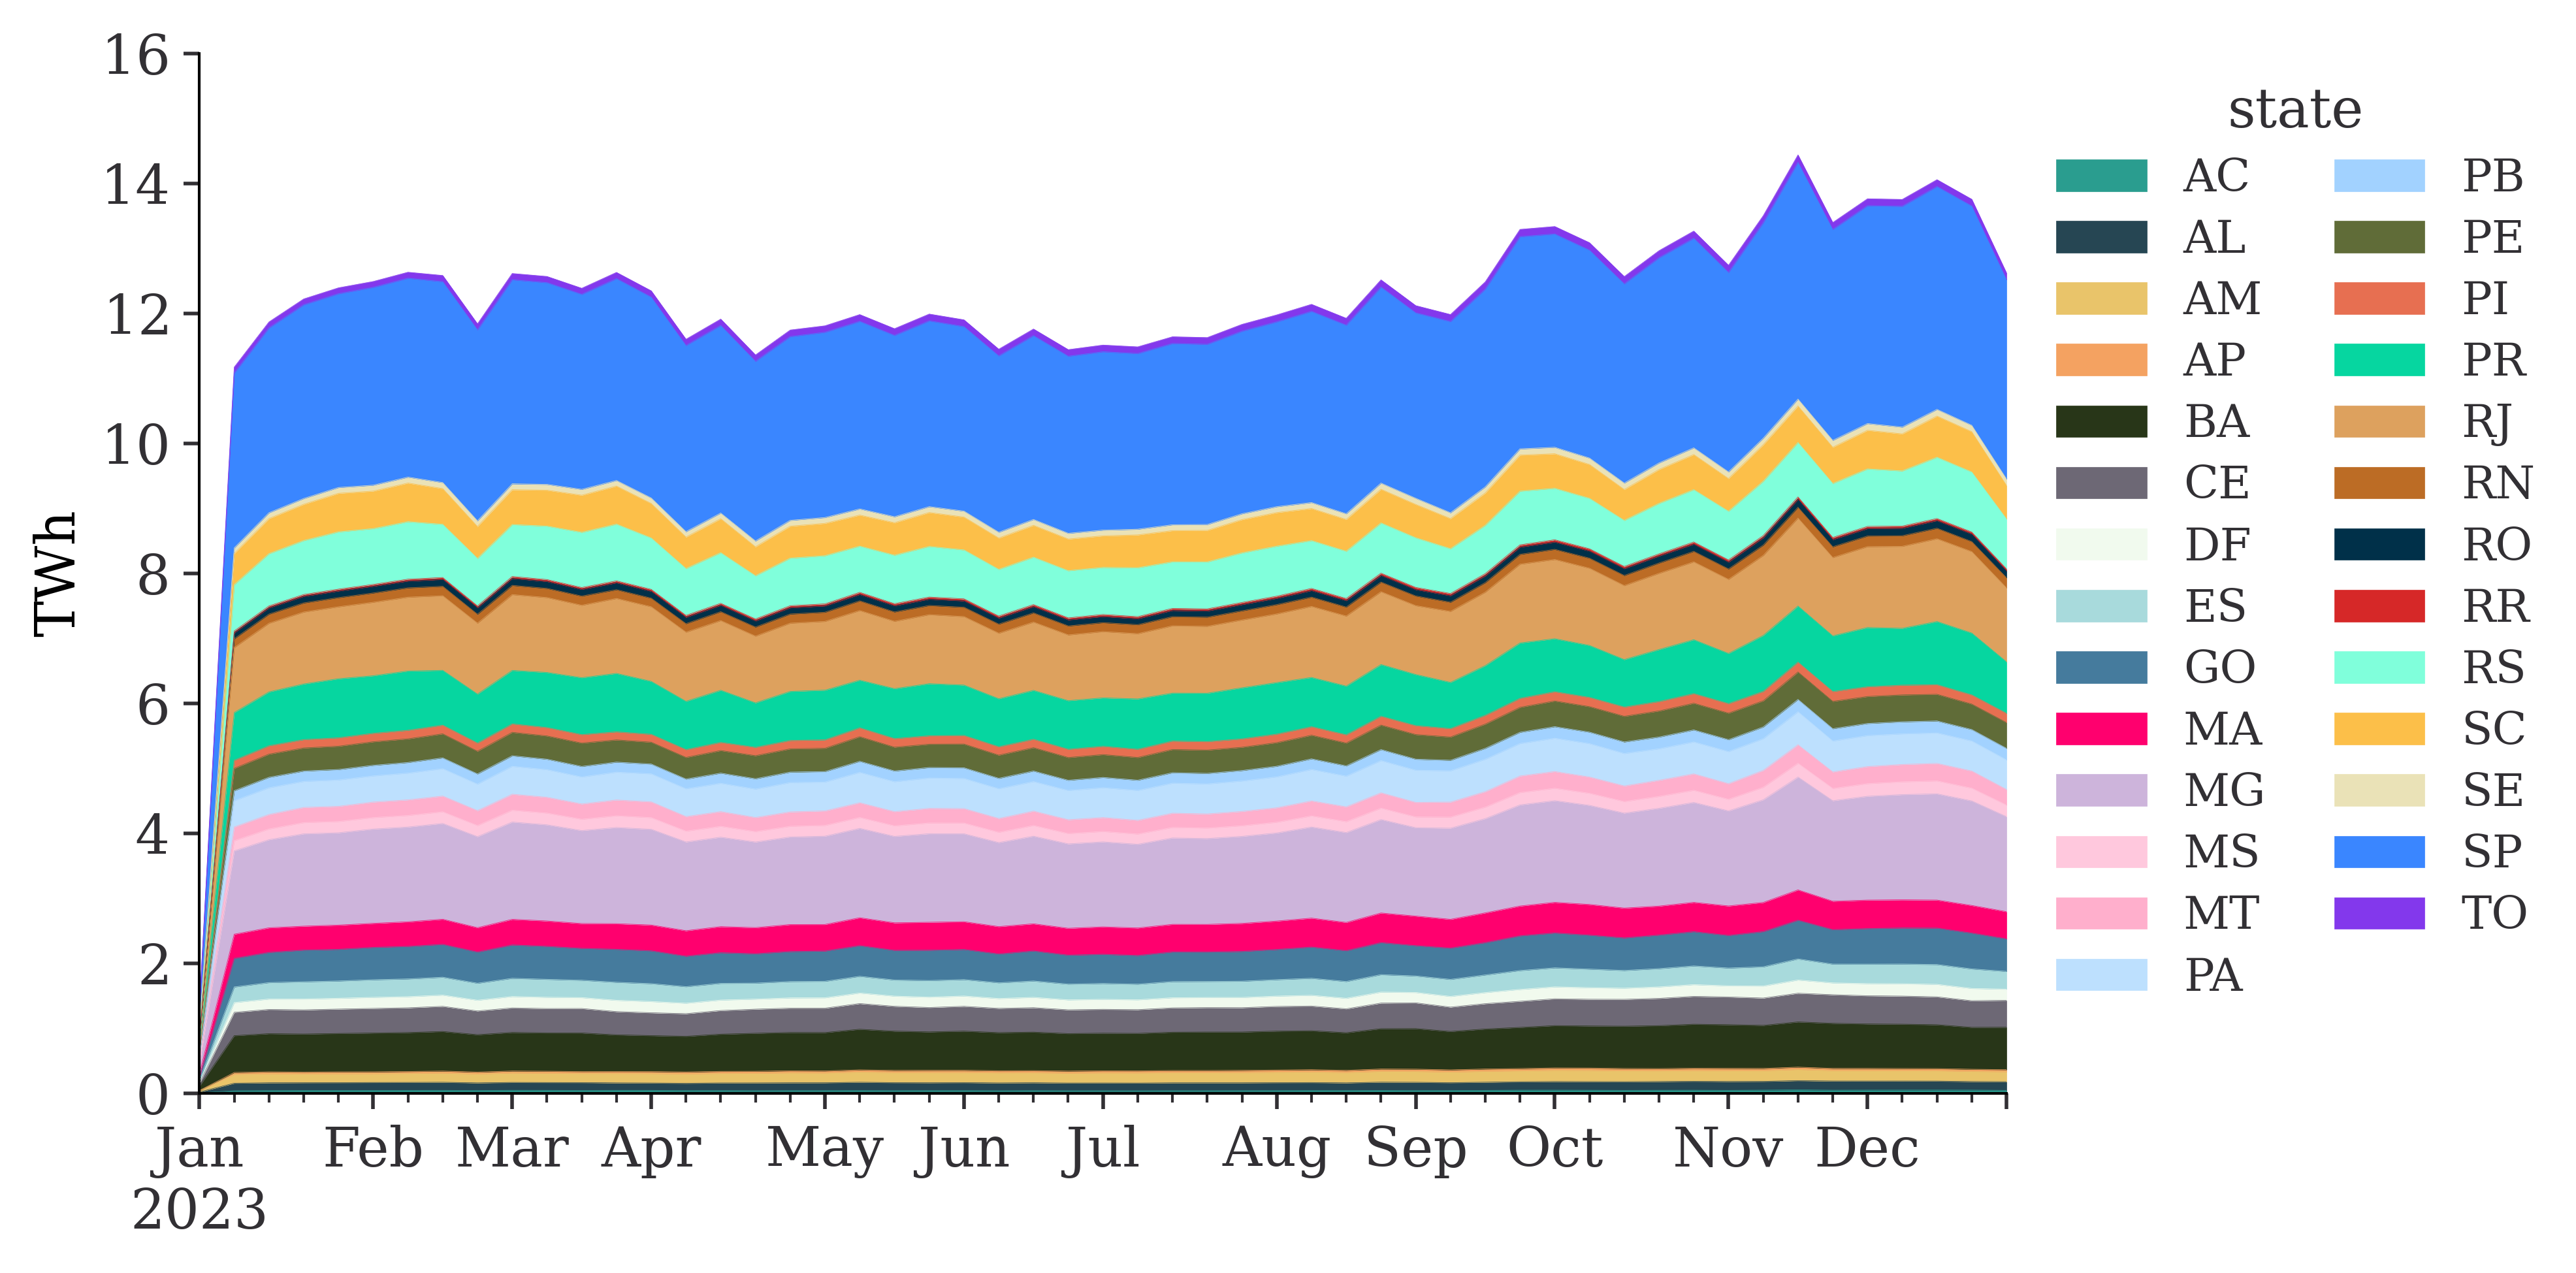 16
14
12
10
8
6
4
2
0
TWh
Jan Feb Mar Apr May Jun Jul Aug Sep Oct Nov Dec
2023
state
AC PB
AL PE
AM PI
AP PR
BA RJ
CE RN
DF RO
ES RR
GO RS
MA SC
MG SE
MS SP
MT TO
PA